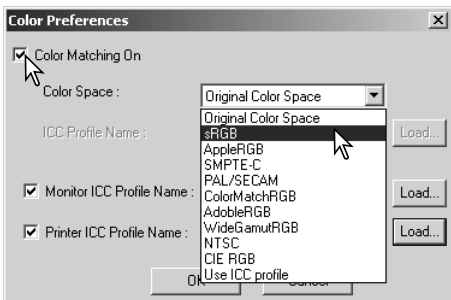 Color Preferences
Color Matching On
Color Space :
Original Color Space
Original Color Space
sRGB
ICC Profile Name :
Load...
AppleRGB
SMPTE-C
PAL/SECAM
Monitor ICC Profile Name :
ColorMatchRGB
Load...
AdobleRGB
WideGamutRGB
Printer ICC Profile Name :
NTSC
Load...
CIE RGB
Use ICC profile